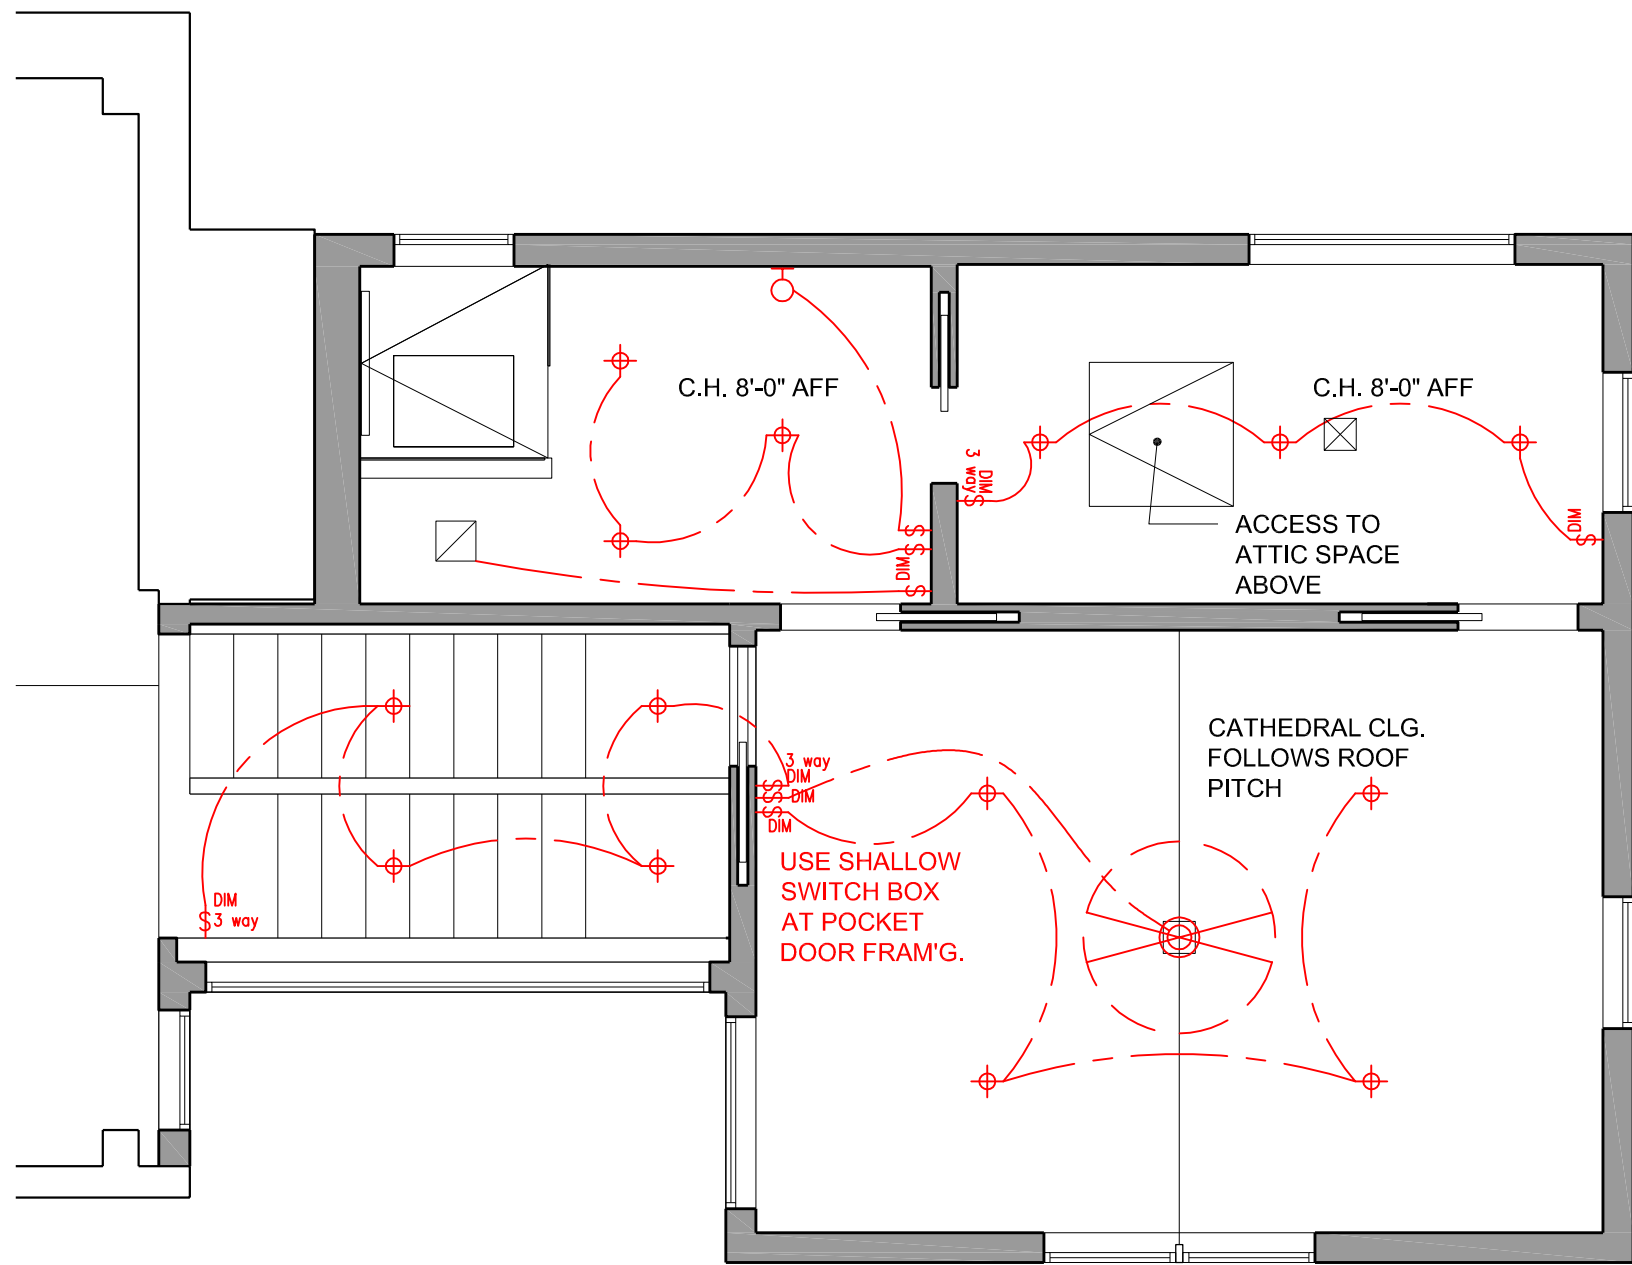 C.H. 8'-0" AFF
C.H. 8'-0" AFF
DIM
3 way $
$
$
DIM $
DIM $
ACCESS TO
ATTIC SPACE
ABOVE
CATHEDRAL CLG.
FOLLOWS ROOF
PITCH
3 way
DIM
$
$ DIM
$
DIM
USE SHALLOW
SWITCH BOX
AT POCKET
DOOR FRAM'G.
DIM
$ 3 way